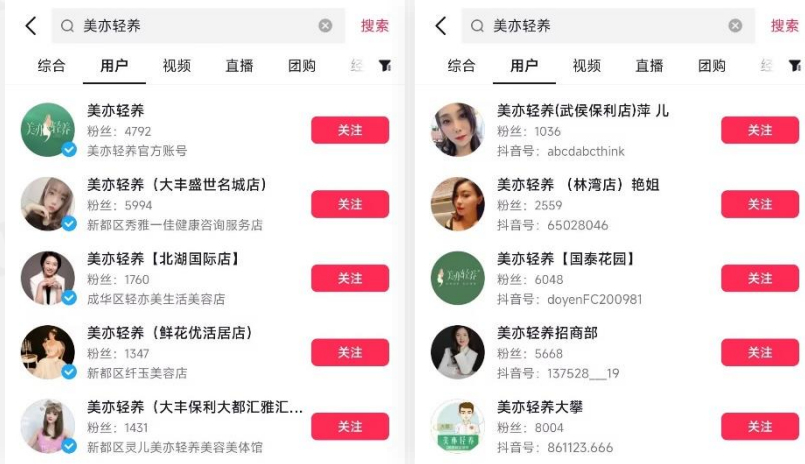 美亦轻养
搜索
综合 用户 视频 直播 团购 经
美亦轻养
粉丝：4792
美亦轻养官方账号
关注
美亦轻养（大丰盛世名城店）
粉丝：5994
新都区秀雅一佳健康咨询服务店
关注
美亦轻养【北湖国际店】
粉丝：1760
成华区轻亦美生活美容店
关注
美亦轻养（鲜花优活居店）
粉丝：1347
新都区纤玉美容店
关注
美亦轻养（大丰保利大都汇雅汇...
粉丝：1431
新都区灵儿美亦轻养美容美体馆
关注
美亦轻养
搜索
综合 用户 视频 直播 团购 经
美亦轻养(武侯保利店)萍 儿
粉丝：1036
抖音号：abcdabcthink
关注
美亦轻养 （林湾店）艳姐
粉丝：2559
抖音号：65028046
关注
美亦轻养【国泰花园】
粉丝：6048
抖音号：doyenFC200981
关注
美亦轻养招商部
粉丝：5668
抖音号：137528__19
关注
美亦轻养大攀
粉丝：8004
抖音号：861123.666
关注